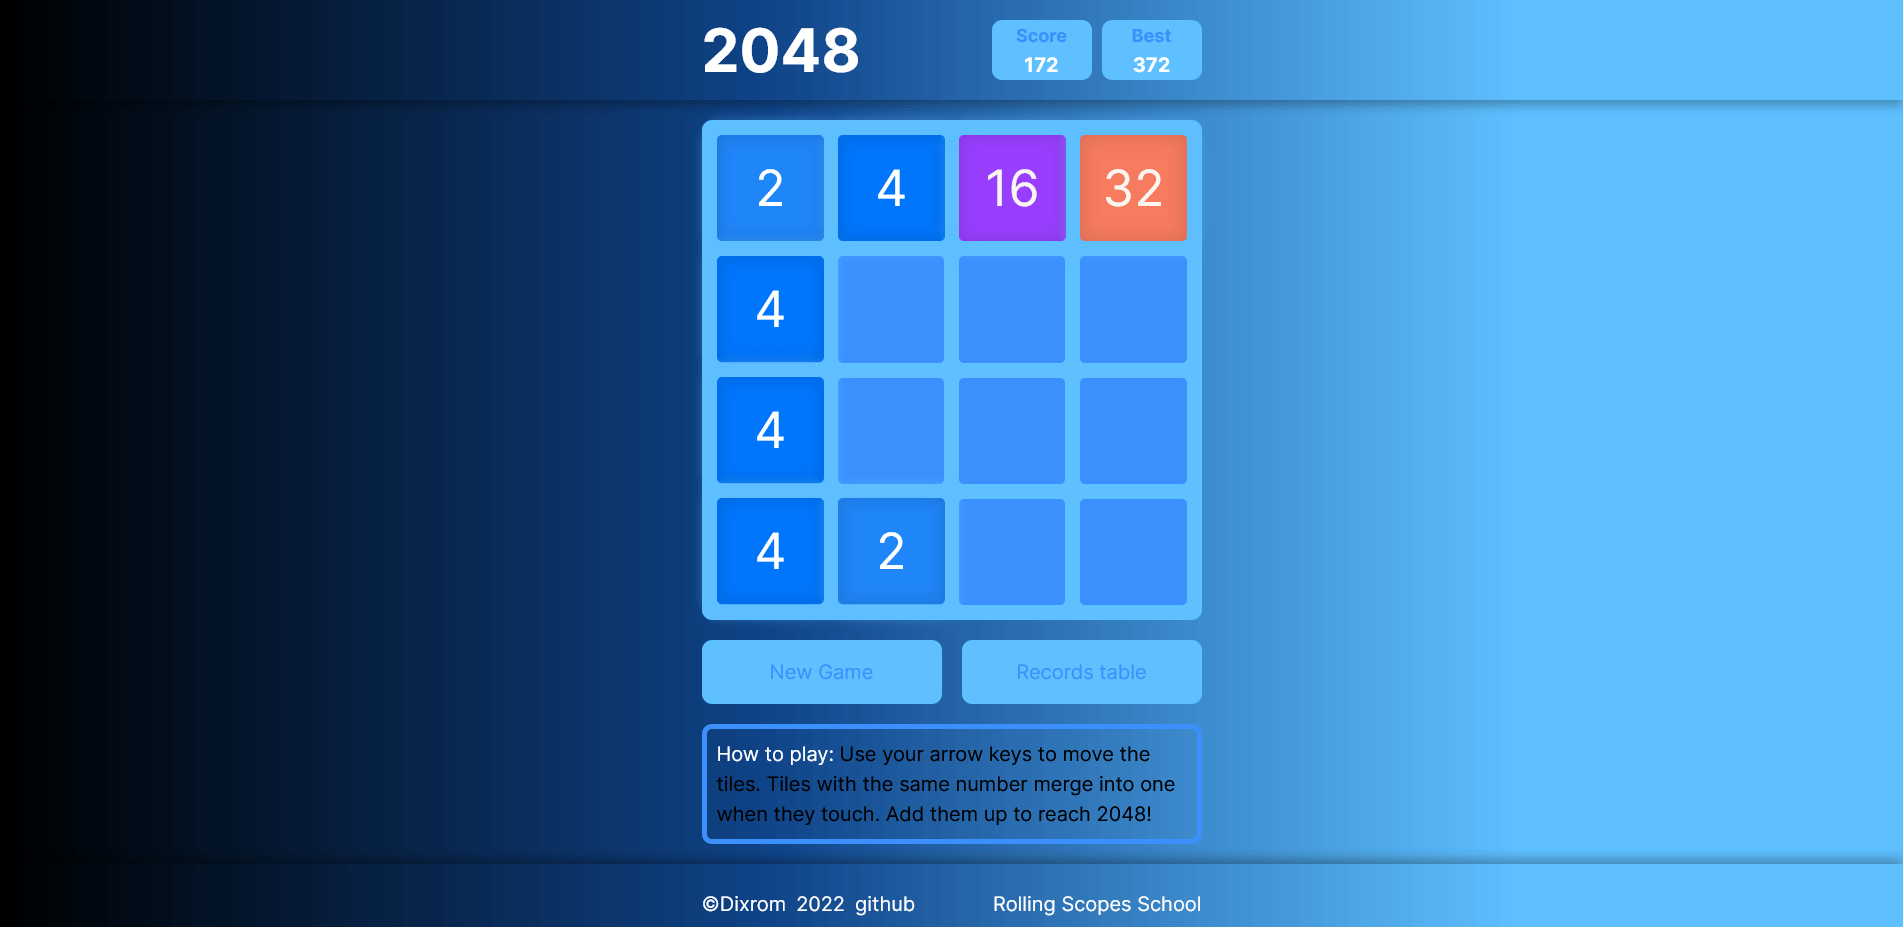 2048
Score
172
Best
372
2 4 16 32
4
4
4 2
New Game
Records table
How to play: Use your arrow keys to move the
tiles. Tiles with the same number merge into one
when they touch. Add them up to reach 2048!
©Dixrom 2022 github
Rolling Scopes School